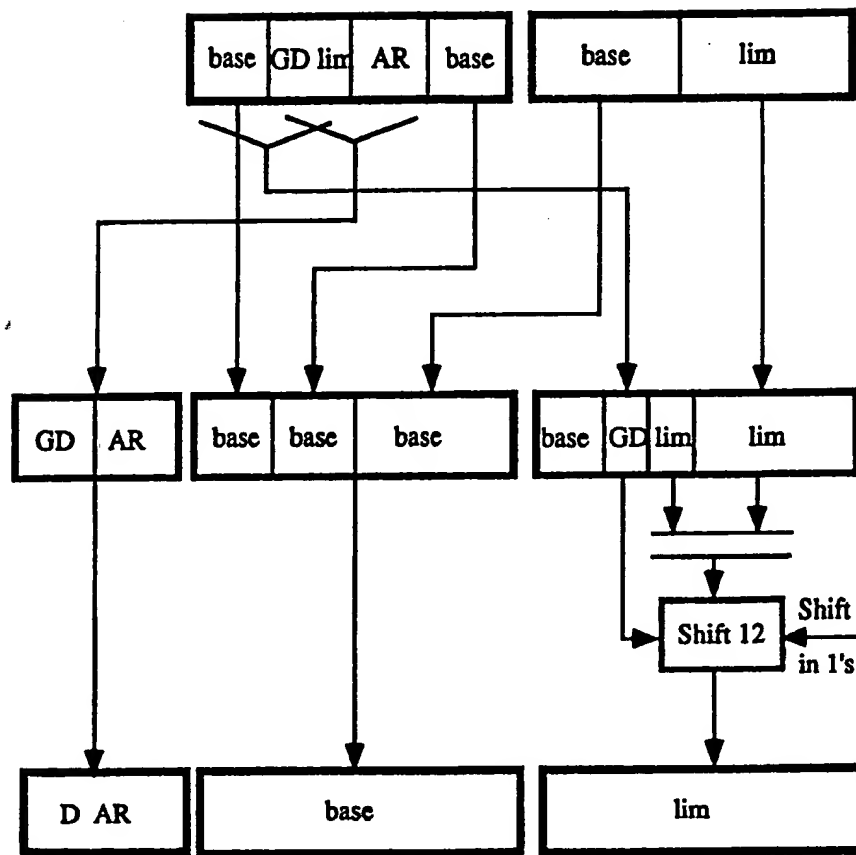 base GD lim AR base base lim
GD AR base base base base GD lim lim
Shift 12
Shift
in 1's
D AR base lim